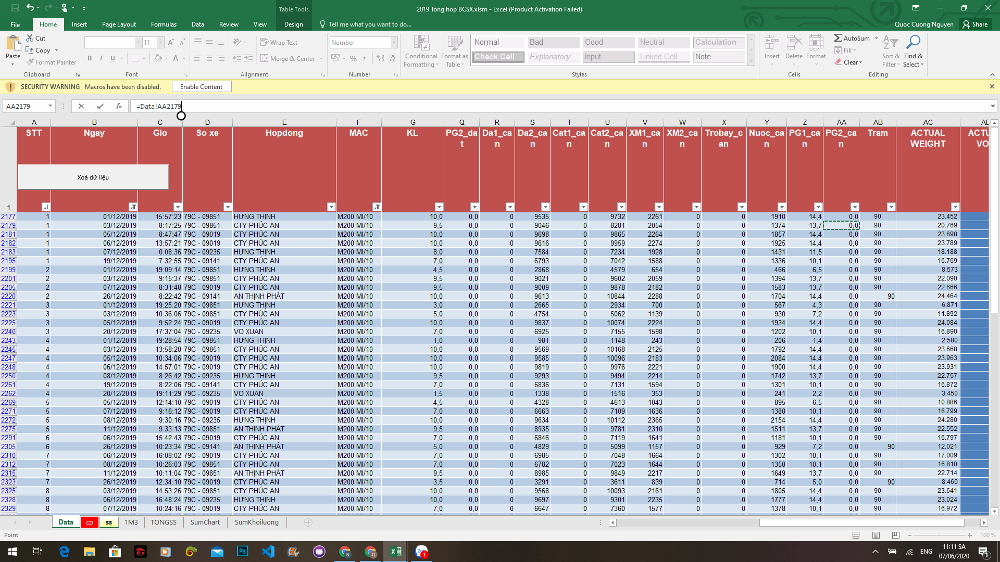 Table Tools
2019 Tong hop BCSX.xlsm - Excel (Product Activation Failed)
File Home Insert Page Layout Formulas Data Review View Design Tell me what you want to do... Quoc Cuong Nguyen Share
Paste Cut Copy Format Painter
11
B I U A
Wrap Text
Merge & Center
Number
%
Conditional Formatting
Format as Table
Normal Bad Good Neutral Calculation
Check Cell Explanatory... Input Linked Cell Note
Insert Delete Format
AutoSum
Fill
Clear
Sort & Filter
Find & Select
Clipboard Font Alignment Number Styles Cells Editing
SECURITY WARNING Macros have been disabled. Enable Content
AA2179 fx =Data!AA2179
A B C D E F G Q R S T U V W X Y Z AA AB AC AD
1 STT Ngay Gio So xe Hopdong MAC KL PG2_dat Da1_can Da2_can Cat1_can Cat2_can XM1_can XM2_can Trobay_can Nuoc_can PG1_can PG2_can Tram ACTUAL WEIGHT ACTU VO
Xoá dữ liệu
2177 1 01/12/2019 15:57:23 79C - 09851 HƯNG THỊNH M200 MI/10 10,0 0,0 0 9535 0 9732 2261 0 0 1910 14,4 0,0 90 23.452
2179 1 03/12/2019 8:17:25 79C - 09851 CTY PHÚC AN M200 MI/10 9,5 0,0 0 9046 0 8281 2054 0 0 1374 13,7 0,0 90 20.769
2181 1 05/12/2019 8:47:47 79C - 09019 CTY PHÚC AN M200 MI/10 10,0 0,0 0 9698 0 9865 2264 0 0 1857 14,4 0,0 90 23.698
2182 1 06/12/2019 13:57:21 79C - 09019 CTY PHÚC AN M200 MI/10 10,0 0,0 0 9616 0 9959 2274 0 0 1925 14,4 0,0 90 23.789
2183 1 07/12/2019 0:08:36 79C - 09235 HƯNG THỊNH M200 MI/10 8,0 0,0 0 7584 0 7234 1928 0 0 1431 11,5 0,0 90 18.188
2195 1 19/12/2019 7:32:55 79C - 09141 CTY PHÚC AN M200 MI/10 7,0 0,0 0 6793 0 7042 1588 0 0 1336 10,1 0,0 90 16.769
2199 2 01/12/2019 19:09:14 79C - 09851 HƯNG THỊNH M200 MI/10 4,5 0,0 0 2868 0 4579 654 0 0 466 6,5 0,0 90 8.573
2201 2 03/12/2019 9:15:37 79C - 09851 CTY PHÚC AN M200 MI/10 9,5 0,0 0 9021 0 9602 2059 0 0 1394 13,7 0,0 90 22.090
2205 2 07/12/2019 8:31:48 79C - 09019 CTY PHÚC AN M200 MI/10 9,5 0,0 0 9009 0 9878 2182 0 0 1583 13,7 0,0 90 22.666
2220 2 26/12/2019 8:22:42 79C - 09141 AN THỊNH PHÁT M200 MI/10 10,0 0,0 0 9613 0 10844 2288 0 0 1704 14,4 0,0 90 24.464
2221 3 01/12/2019 19:25:20 79C - 09851 HƯNG THỊNH M200 MI/10 3,0 0,0 0 2665 0 2934 700 0 0 567 4,3 0,0 90 6.871
2223 3 03/12/2019 10:36:06 79C - 09851 CTY PHÚC AN M200 MI/10 5,0 0,0 0 4754 0 5062 1139 0 0 930 7,2 0,0 90 11.892
2225 3 05/12/2019 9:52:24 79C - 09019 CTY PHÚC AN M200 MI/10 10,0 0,0 0 9837 0 10074 2224 0 0 1934 14,4 0,0 90 24.084
2240 3 20/12/2019 17:37:04 79C - 09235 VO XUAN M200 MI/10 7,0 0,0 0 6925 0 7155 1598 0 0 1202 10,1 0,0 90 16.890
2243 4 01/12/2019 19:28:54 79C - 09851 HƯNG THỊNH M200 MI/10 1,0 0,0 0 981 0 1148 243 0 0 206 1,4 0,0 90 2.580
2245 4 03/12/2019 13:58:20 79C - 09851 CTY PHÚC AN M200 MI/10 10,0 0,0 0 9569 0 10168 2125 0 0 1792 14,4 0,0 90 23.668
2247 4 05/12/2019 10:34:06 79C - 09019 CTY PHÚC AN M200 MI/10 10,0 0,0 0 9585 0 10096 2183 0 0 2084 14,4 0,0 90 23.963
2248 4 06/12/2019 14:57:01 79C - 09019 CTY PHÚC AN M200 MI/10 10,0 0,0 0 9819 0 9976 2221 0 0 1900 14,4 0,0 90 23.931
2250 4 08/12/2019 8:26:42 79C - 09235 HƯNG THỊNH M200 MI/10 9,5 0,0 0 9293 0 9494 2214 0 0 1742 13,7 0,0 90 22.757
2261 4 19/12/2019 8:22:06 79C - 09141 CTY PHÚC AN M200 MI/10 7,0 0,0 0 6836 0 7131 1594 0 0 1301 10,1 0,0 90 16.872
2262 4 20/12/2019 19:11:29 79C - 09235 VO XUAN M200 MI/10 1,5 0,0 0 1338 0 1516 353 0 0 241 2,2 0,0 90 3.450
2269 5 05/12/2019 12:14:10 79C - 09019 CTY PHÚC AN M200 MI/10 4,5 0,0 0 4328 0 4613 1043 0 0 895 6,5 0,0 90 10.886
2271 5 07/12/2019 9:16:12 79C - 09019 CTY PHÚC AN M200 MI/10 7,0 0,0 0 6663 0 7109 1636 0 0 1380 10,1 0,0 90 16.799
2272 5 08/12/2019 9:30:16 79C - 09235 HƯNG THỊNH M200 MI/10 10,0 0,0 0 9634 0 10112 2365 0 0 2154 14,4 0,0 90 24.280
2275 5 11/12/2019 9:33:13 79C - 09851 AN THỊNH PHÁT M200 MI/10 9,5 0,0 0 8935 0 9781 2310 0 0 1511 13,7 0,0 90 22.552
2291 6 06/12/2019 15:42:43 79C - 09019 CTY PHÚC AN M200 MI/10 7,0 0,0 0 6846 0 7119 1641 0 0 1181 10,1 0,0 90 16.797
2305 6 26/12/2019 10:23:34 79C - 09141 AN THỊNH PHÁT M200 MI/10 5,0 0,0 0 4829 0 5099 1157 0 0 929 7,2 0,0 90 12.021
2310 7 06/12/2019 16:08:02 79C - 09019 CTY PHÚC AN M200 MI/10 7,0 0,0 0 6985 0 7048 1664 0 0 1302 10,1 0,0 90 17.009
2312 7 08/12/2019 10:26:03 79C - 09851 CTY PHÚC AN M200 MI/10 7,0 0,0 0 6782 0 7023 1644 0 0 1350 10,1 0,0 90 16.810
2315 7 11/12/2019 10:11:04 79C - 09851 AN THỊNH PHÁT M200 MI/10 9,5 0,0 0 8985 0 9849 2217 0 0 1649 13,7 0,0 90 22.714
2323 7 26/12/2019 12:34:10 79C - 09019 CTY PHÚC AN M200 MI/10 3,5 0,0 0 3291 0 3611 839 0 0 714 5,0 0,0 90 8.460
2325 8 03/12/2019 14:53:26 79C - 09851 CTY PHÚC AN M200 MI/10 10,0 0,0 0 9568 0 10093 2161 0 0 1805 14,4 0,0 90 23.641
2328 8 06/12/2019 16:48:24 79C - 09235 HƯNG THỊNH M200 MI/10 10,0 0,0 0 9697 0 9301 2235 0 0 1777 14,4 0,0 90 23.024
2329 8 07/12/2019 10:24:16 79C - 09019 CTY PHÚC AN M200 MI/10 7,0 0,0 0 6647 0 7360 1577 0 0 1378 10,1 0,0 90 16.972
Data cp ss 1M3 TONGSS SumChart SumKhoiluong
Point 100 %
ENG 11:11 SA
07/06/2020